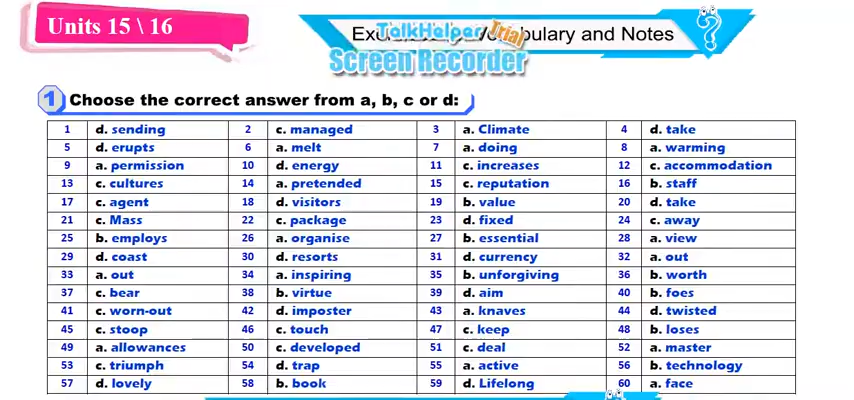 Units 15 \ 16
TalkHelper Trial
Vocabulary and Notes
Screen Recorder
1 Choose the correct answer from a, b, c or d:
1 d. sending 2 c. managed 3 a. Climate 4 d. take
5 d. erupts 6 a. melt 7 a. doing 8 a. warming
9 a. permission 10 d. energy 11 c. increases 12 c. accommodation
13 c. cultures 14 a. pretended 15 c. reputation 16 b. staff
17 c. agent 18 d. visitors 19 b. value 20 d. take
21 c. Mass 22 c. package 23 d. fixed 24 c. away
25 b. employs 26 a. organise 27 b. essential 28 a. view
29 d. coast 30 d. resorts 31 d. currency 32 a. out
33 a. out 34 a. inspiring 35 b. unforgiving 36 b. worth
37 c. bear 38 b. virtue 39 d. aim 40 b. foes
41 c. worn-out 42 d. imposter 43 a. knaves 44 d. twisted
45 c. stoop 46 c. touch 47 c. keep 48 b. loses
49 a. allowances 50 c. developed 51 c. deal 52 a. master
53 c. triumph 54 d. trap 55 a. active 56 b. technology
57 d. lovely 58 b. book 59 d. Lifelong 60 a. face